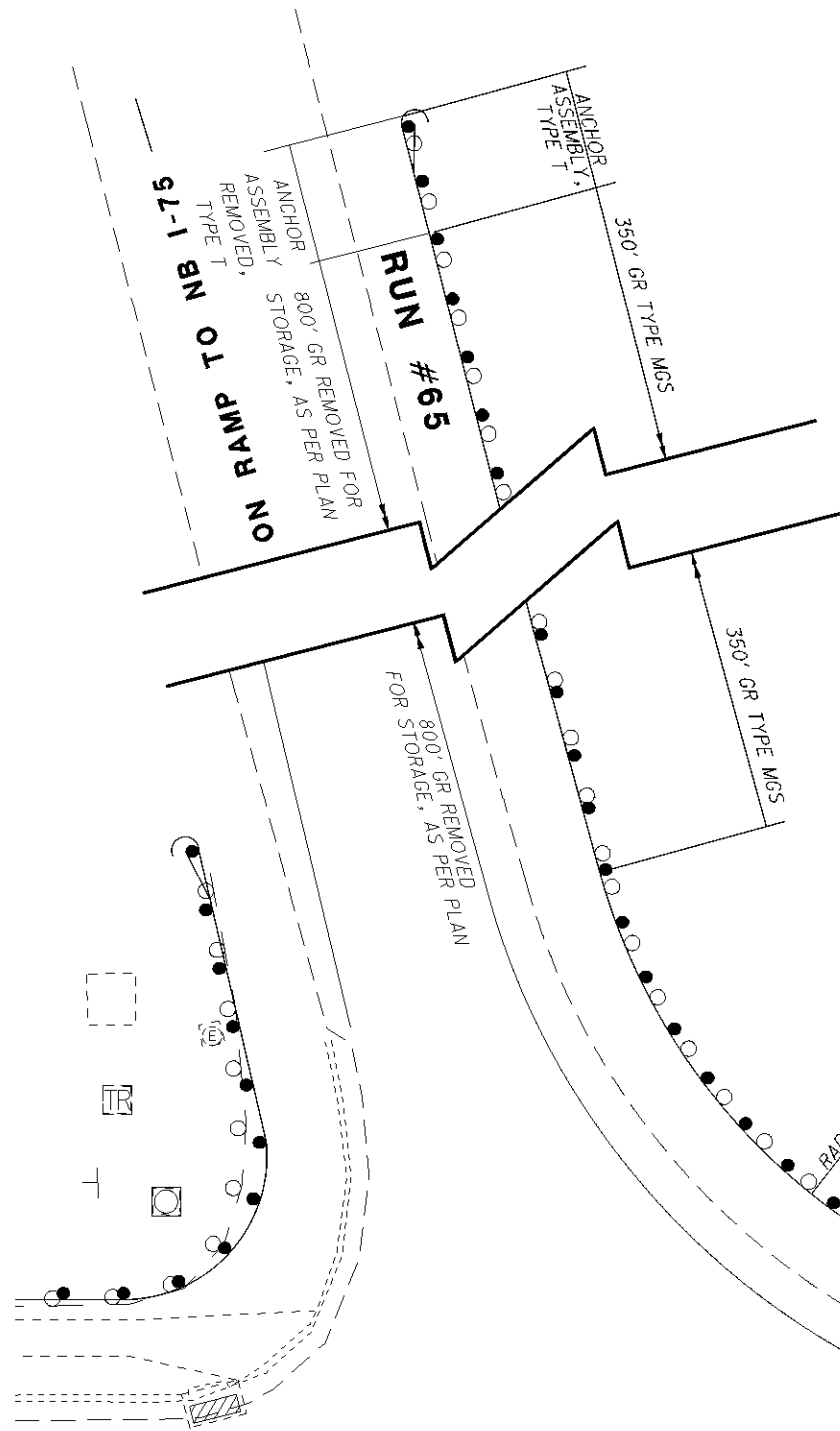 ANCHOR
ASSEMBLY,
TYPE T
350' GR TYPE MGS
ANCHOR
ASSEMBLY
REMOVED,
TYPE T
800' GR REMOVED FOR
STORAGE, AS PER PLAN
RUN #65
ON RAMP TO NB I-75
350' GR TYPE MGS
800' GR REMOVED
FOR STORAGE, AS PER PLAN
E
TR
RAD